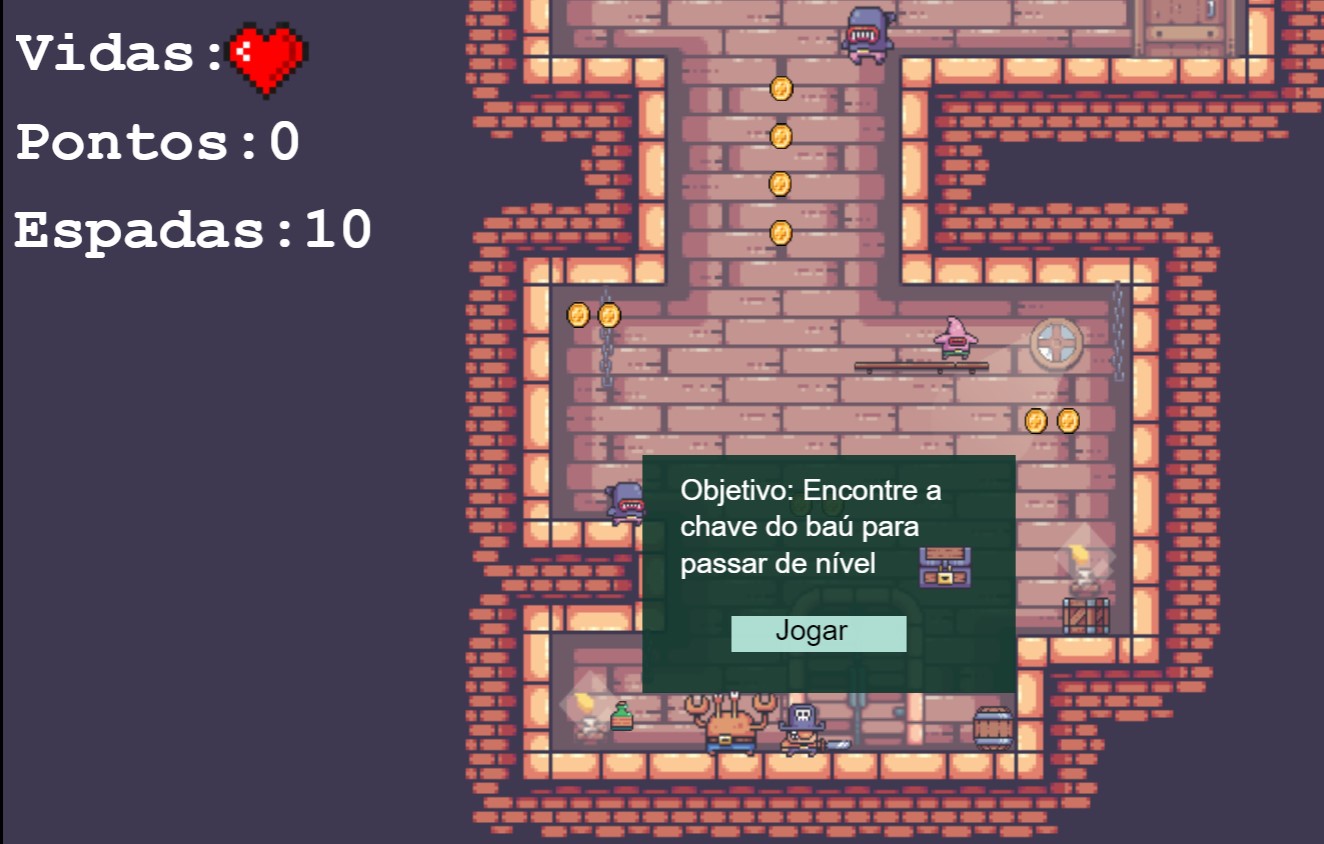 Vidas:
Pontos:0
Espadas:10
Objetivo: Encontre a
chave do baú para
passar de nível
Jogar